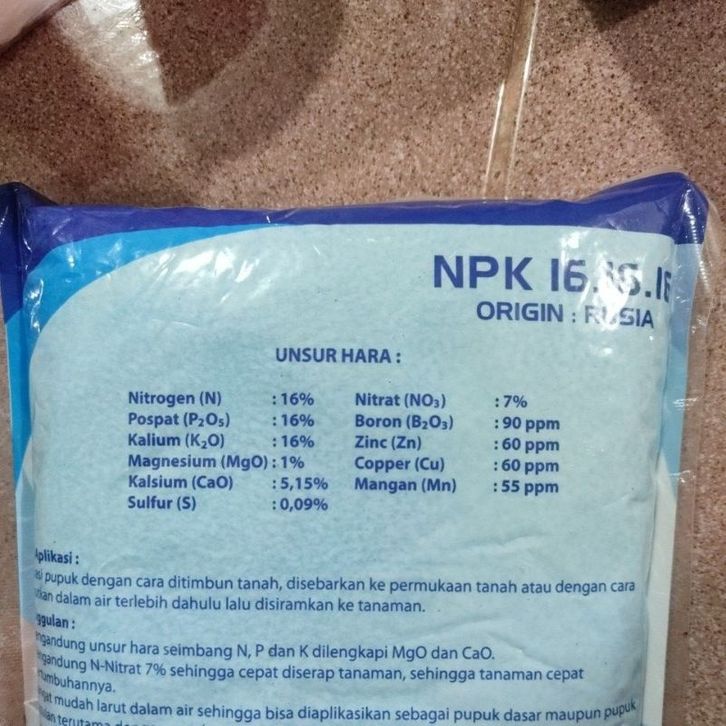 NPK 16.16.16
ORIGIN : RUSIA
UNSUR HARA :
Nitrogen (N) : 16% Nitrat (NO₃) : 7%
Pospat (P₂O₅) : 16% Boron (B₂O₃) : 90 ppm
Kalium (K₂O) : 16% Zinc (Zn) : 60 ppm
Magnesium (MgO) : 1% Copper (Cu) : 60 ppm
Kalsium (CaO) : 5,15% Mangan (Mn) : 55 ppm
Sulfur (S) : 0,09%
Aplikasi :
pupuk dengan cara ditimbun tanah, disebarkan ke permukaan tanah atau dengan cara
dalam air terlebih dahulu lalu disiramkan ke tanaman.
unsur hara seimbang N, P dan K dilengkapi MgO dan CaO.
N-Nitrat 7% sehingga cepat diserap tanaman, sehingga tanaman cepat
mudah larut dalam air sehingga bisa diaplikasikan sebagai pupuk dasar maupun pupuk
terutama